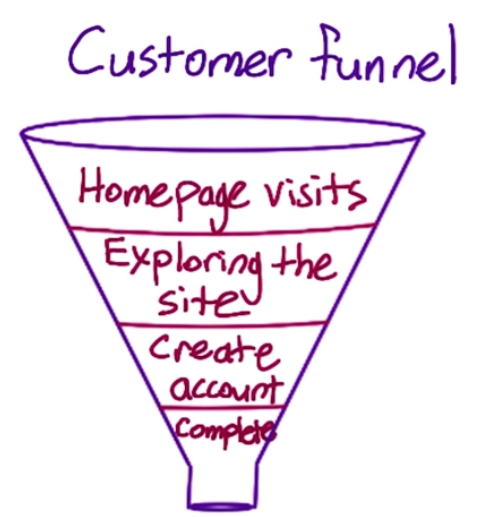 Customer funnel
Homepage visits
Exploring the
site
Create
account
Complete